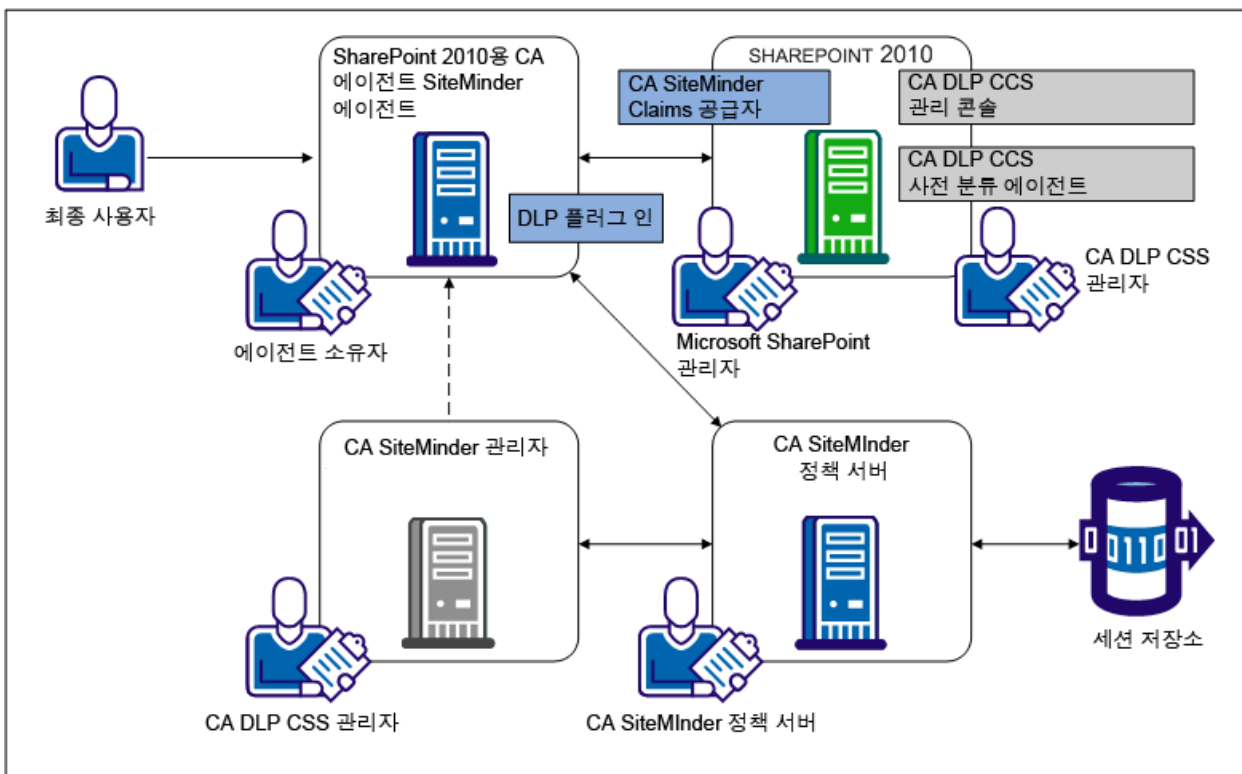 SharePoint 2010용 CA
에이전트 SiteMinder
에이전트
SHAREPOINT 2010
CA SiteMinder
Claims 공급자
CA DLP CCS
관리 콘솔
CA DLP CCS
사전 분류 에이전트
DLP 플러그 인
최종 사용자
에이전트 소유자
Microsoft SharePoint
관리자
CA DLP CSS
관리자
CA SiteMinder 관리자
CA SiteMInder
정책 서버
011001
세션 저장소
CA DLP CSS 관리자
CA SiteMInder 정책 서버